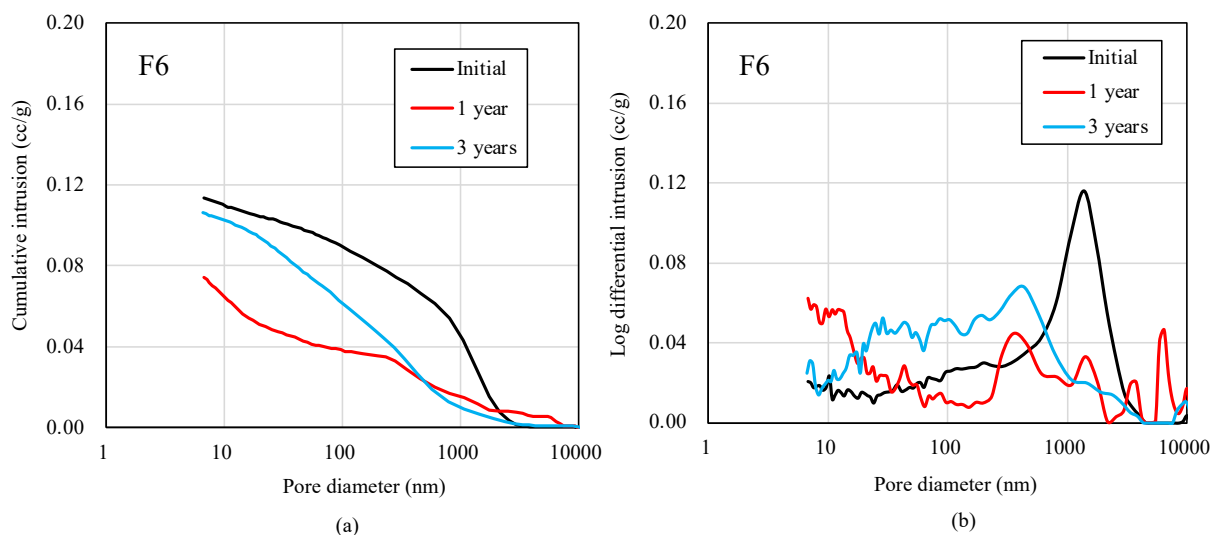 F6
Initial
1 year
3 years
Cumulative intrusion (cc/g)
0.20
0.16
0.12
0.08
0.04
0.00
1
10
100
1000
10000
Pore diameter (nm)
(a)
F6
Initial
1 year
3 years
Log differential intrusion (cc/g)
0.20
0.16
0.12
0.08
0.04
0.00
1
10
100
1000
10000
Pore diameter (nm)
(b)